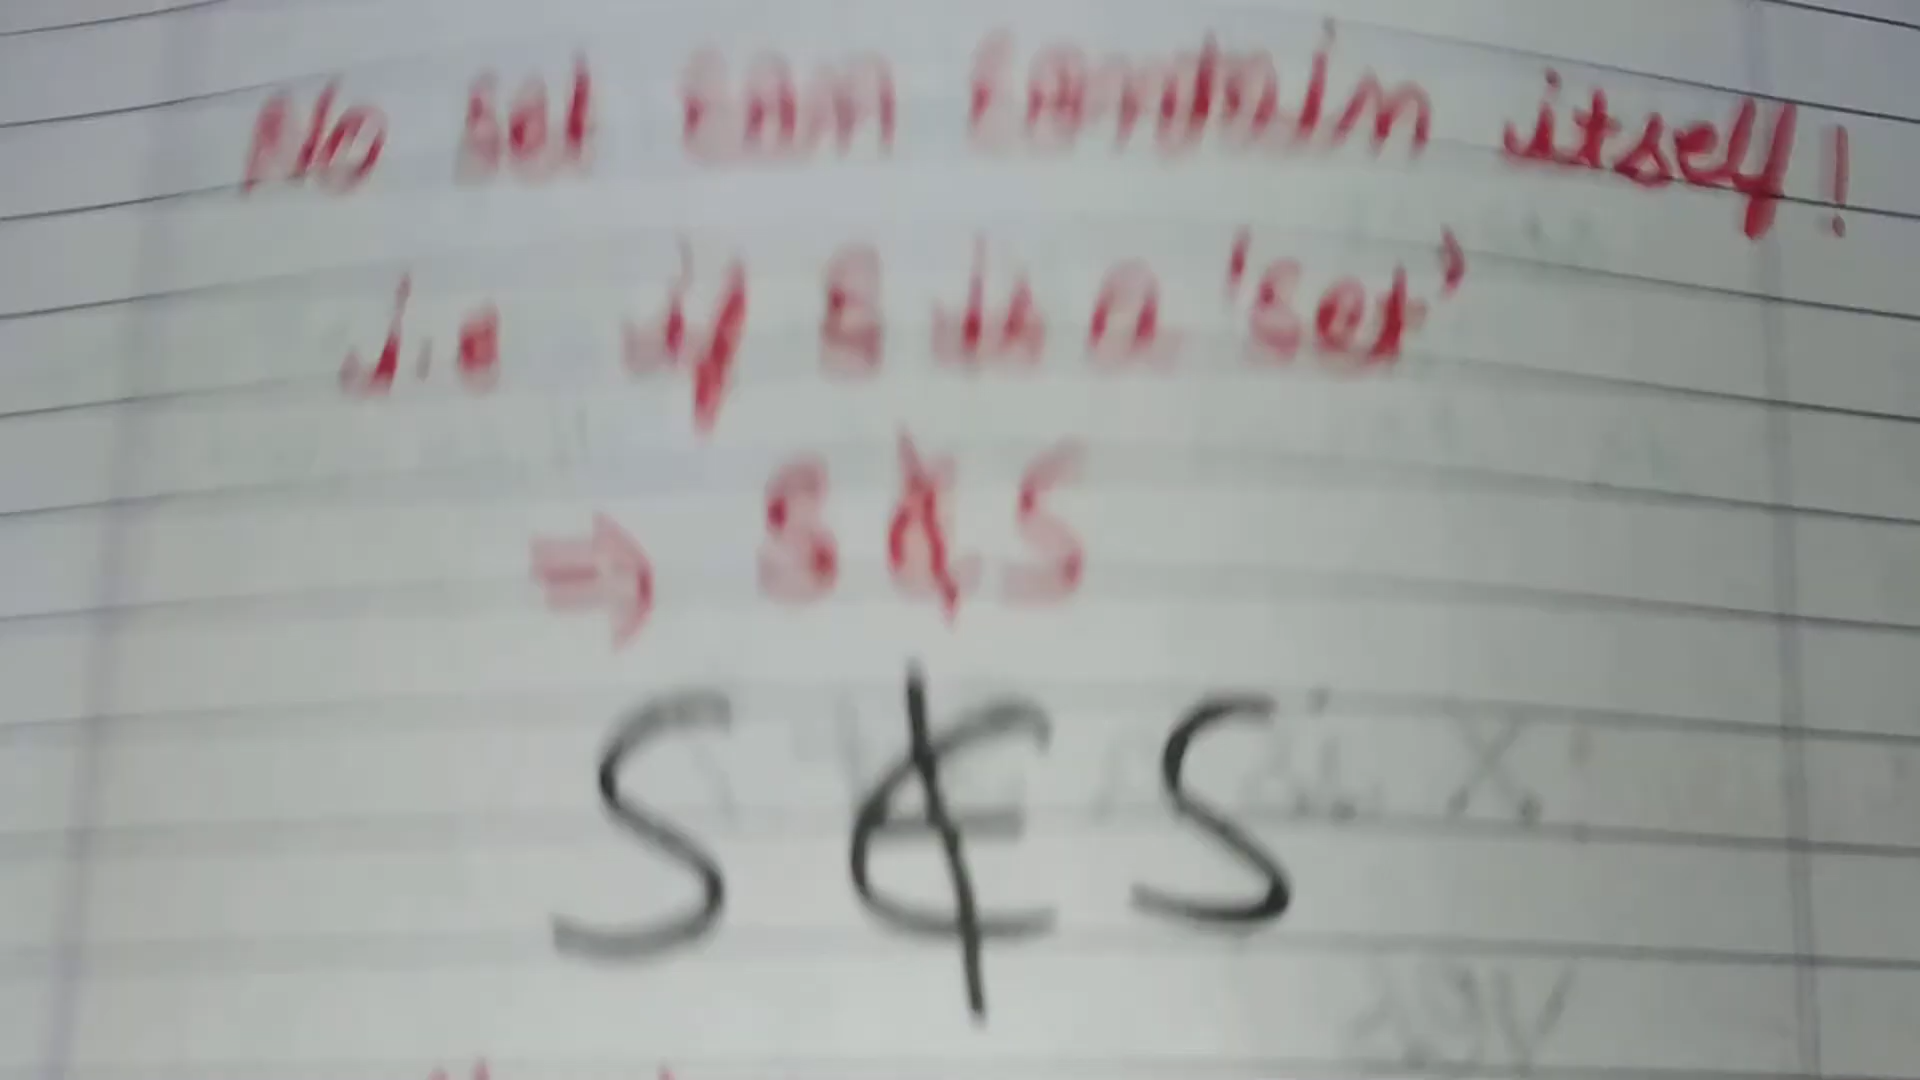 No set can contain itself!
i.e if S is a 'set'
⇒ S ∉ S
S ∉ S